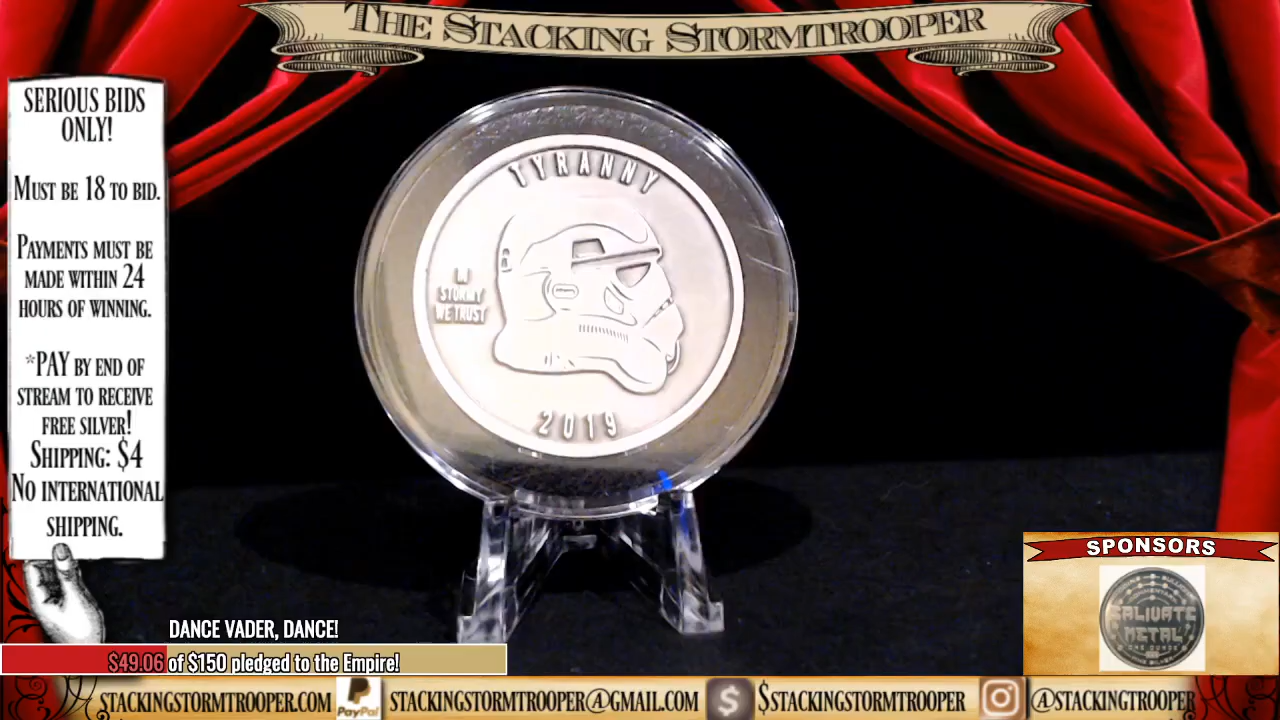 THE STACKING STORMTROOPER
SERIOUS BIDS
ONLY!
MUST BE 18 TO BID.
PAYMENTS MUST BE
MADE WITHIN 24
HOURS OF WINNING.
*PAY BY END OF
STREAM TO RECEIVE
FREE SILVER!
SHIPPING: $4
NO INTERNATIONAL
SHIPPING.
TYRANNY
IN
STORMY
WE TRUST
2019
SPONSORS
SALIVATE
METAL
DANCE VADER, DANCE!
$49.06 of $150 pledged to the Empire!
STACKINGSTORMTROOPER.COM
PayPal
STACKINGSTORMTROOPER@GMAIL.COM
$
$STACKINGSTORMTROOPER
@STACKINGTROOPER